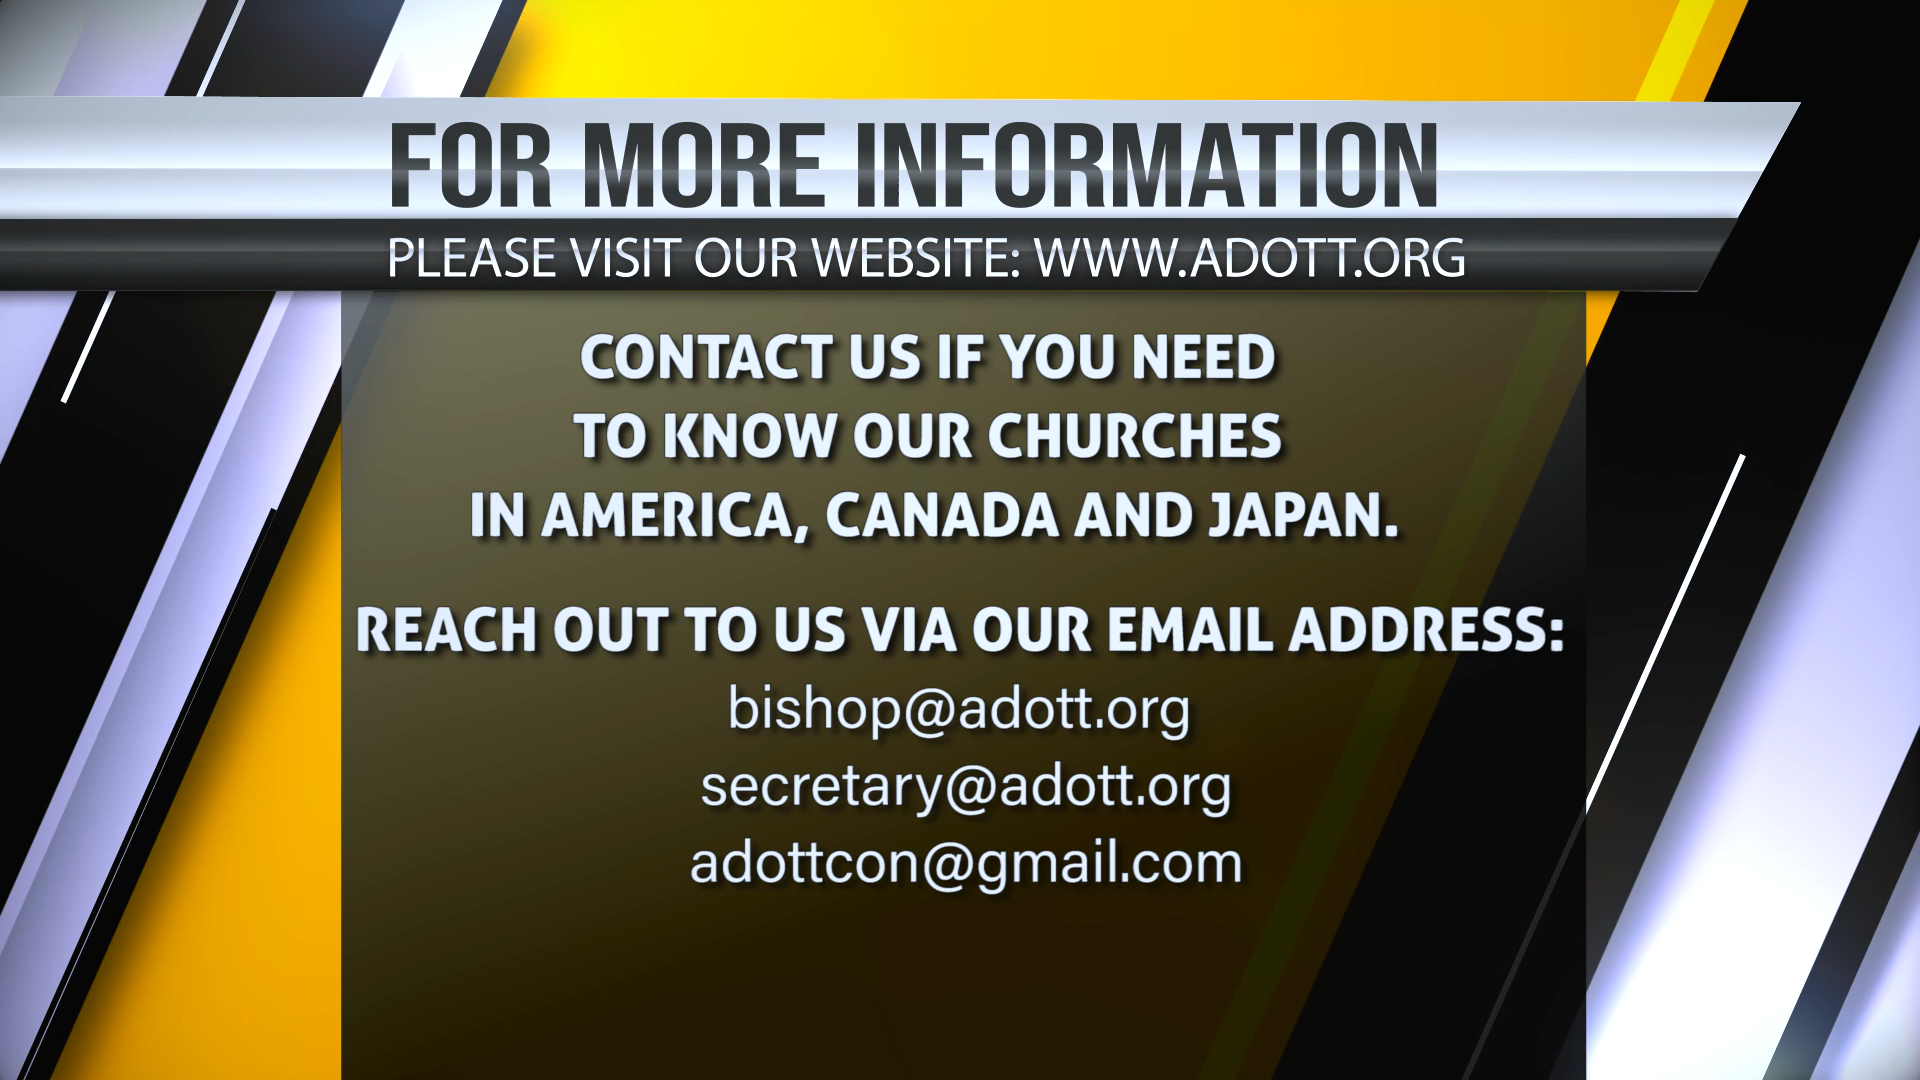 FOR MORE INFORMATION
PLEASE VISIT OUR WEBSITE: WWW.ADOTT.ORG
CONTACT US IF YOU NEED
TO KNOW OUR CHURCHES
IN AMERICA, CANADA AND JAPAN.
REACH OUT TO US VIA OUR EMAIL ADDRESS:
bishop@adott.org
secretary@adott.org
adottcon@gmail.com